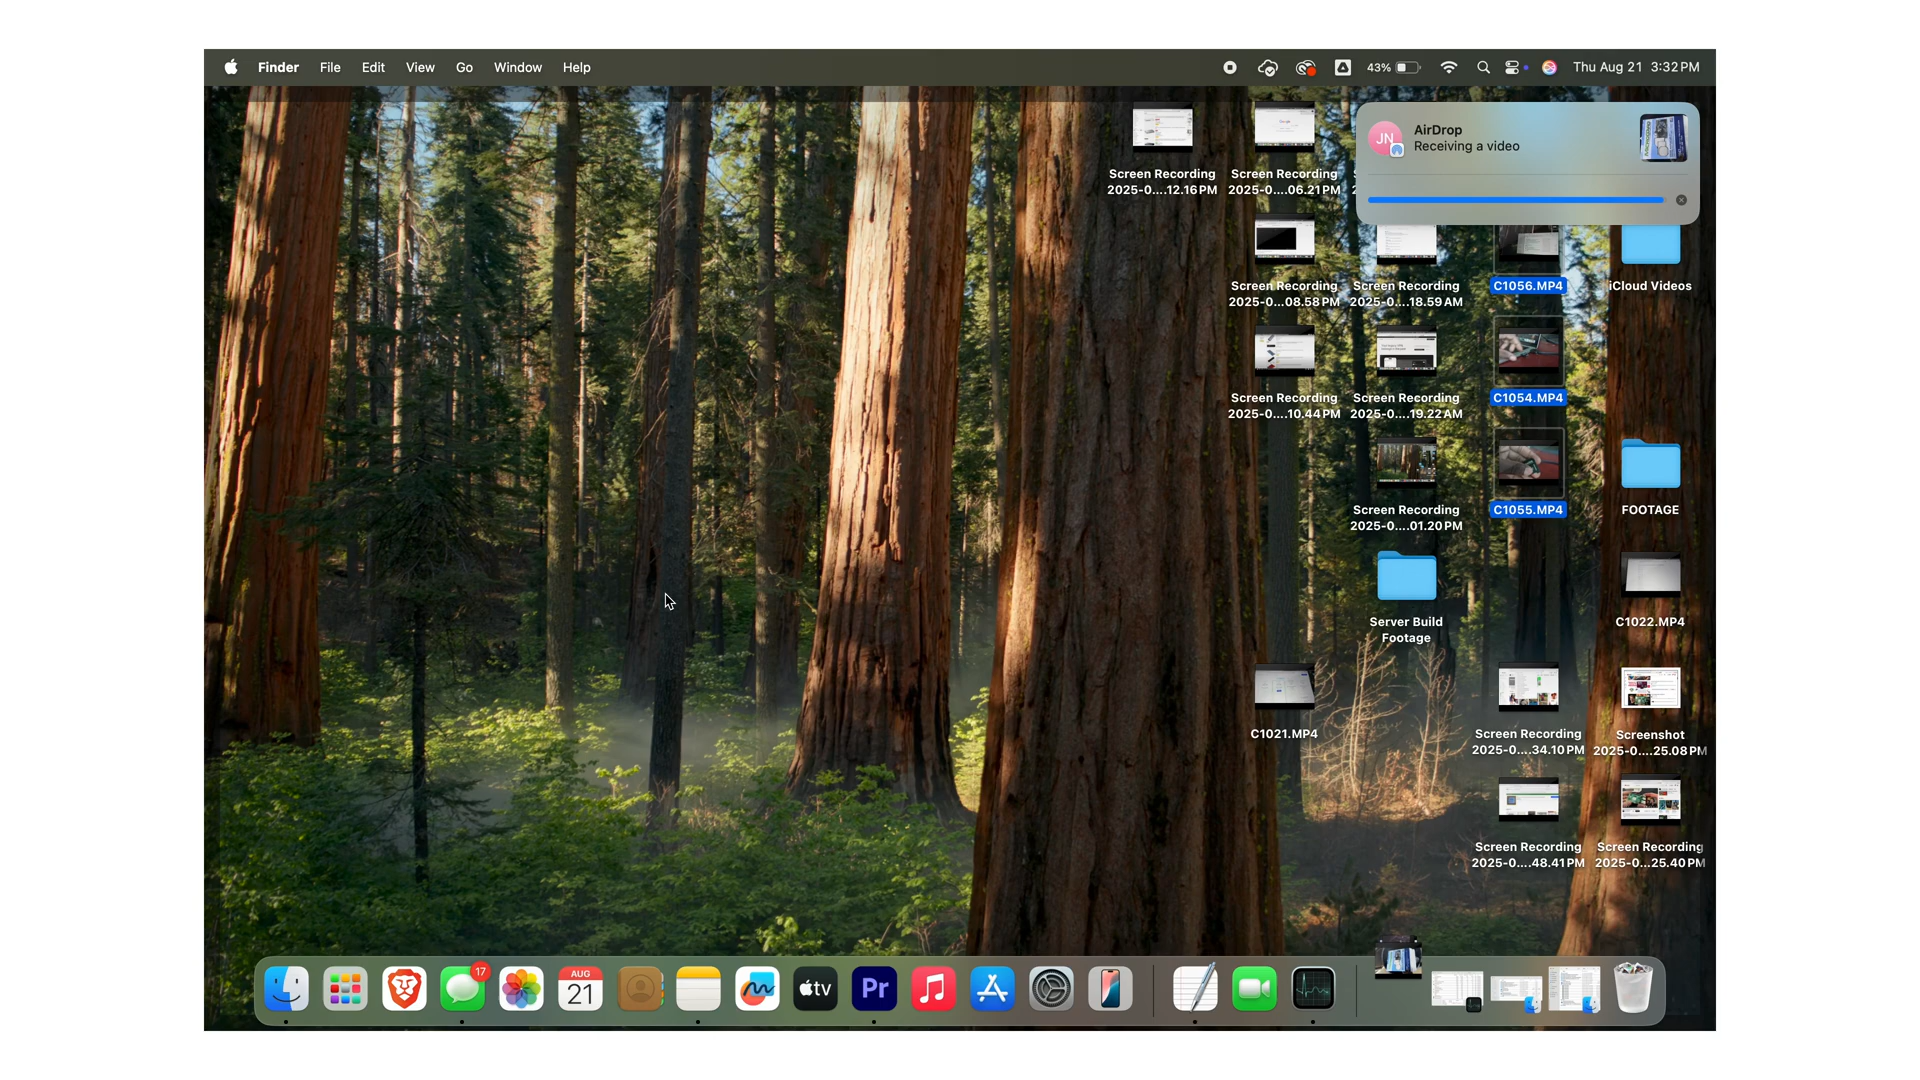 Finder File Edit View Go Window Help 43% Thu Aug 21 3:32 PM
JN
AirDrop
Receiving a video
Screen Recording
2025-0....12.16 PM
Screen Recording
2025-0....06.21 PM
Screen Recording
2025-0...08.58 PM
Screen Recording
2025-0....18.59 AM
C1056.MP4
iCloud Videos
Screen Recording
2025-0....10.44 PM
Screen Recording
2025-0....19.22 AM
C1054.MP4
Screen Recording
2025-0....01.20 PM
C1055.MP4
FOOTAGE
Server Build
Footage
C1022.MP4
C1021.MP4
Screen Recording
2025-0....34.10 PM
Screenshot
2025-0....25.08 PM
Screen Recording
2025-0....48.41 PM
Screen Recording
2025-0...25.40 PM
17
AUG
21
tv
Pr